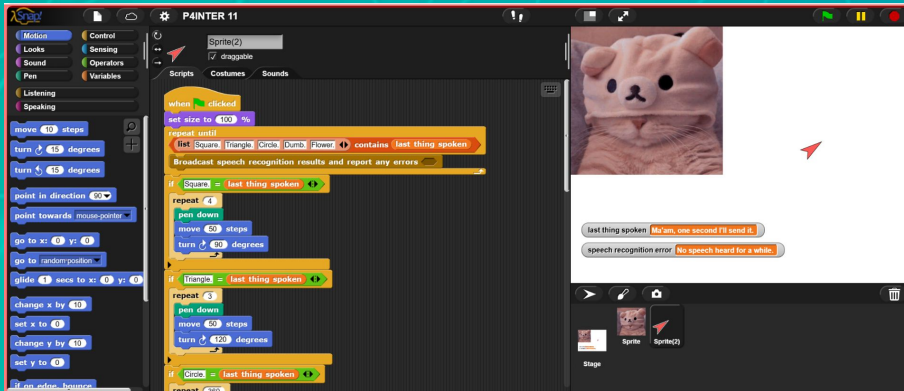 Snap! P4INTER 11
Motion Control
Looks Sensing
Sound Operators
Pen Variables
Listening
Speaking
move 10 steps
turn 15 degrees
turn 15 degrees
point in direction 90
point towards mouse-pointer
go to x: 0 y: 0
go to random position
glide 1 secs to x: 0 y: 0
change x by 10
set x to 0
change y by 10
set y to 0
if on edge, bounce
Sprite(2)
draggable
Scripts Costumes Sounds
when clicked
set size to 100 %
repeat until
list Square. Triangle. Circle. Dumb. Flower. contains last thing spoken
Broadcast speech recognition results and report any errors
if Square. = last thing spoken
repeat 4
pen down
move 50 steps
turn 90 degrees
if Triangle. = last thing spoken
repeat 3
pen down
move 50 steps
turn 120 degrees
if Circle. = last thing spoken
repeat 360
last thing spoken Ma'am, one second I'll send it.
speech recognition error No speech heard for a while.
Sprite Sprite(2)
Stage